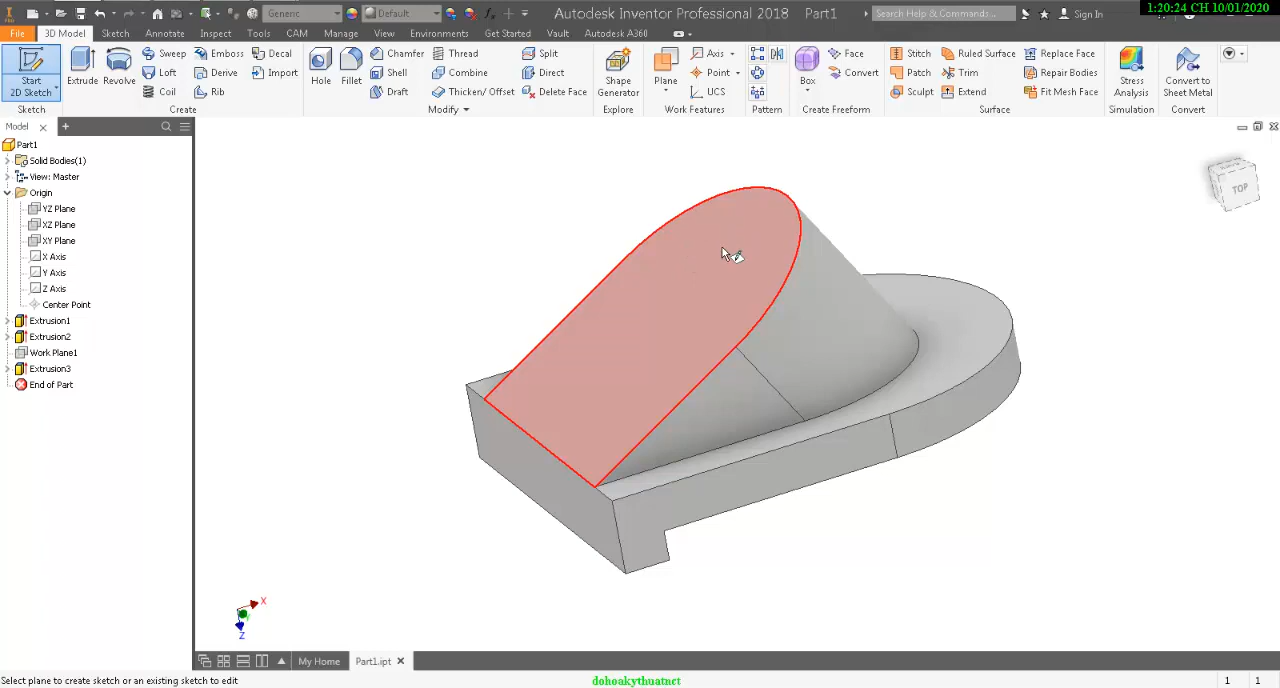 Generic
Default
Autodesk Inventor Professional 2018 Part1
Search Help & Commands...
Sign In
1:20:24 CH 10/01/2020
File 3D Model Sketch Annotate Inspect Tools CAM Manage View Environments Get Started Vault Autodesk A360
Start
2D Sketch
Sketch
Extrude
Revolve
Sweep
Loft
Coil
Emboss
Derive
Rib
Decal
Import
Create
Hole
Fillet
Chamfer
Shell
Draft
Thread
Combine
Thicken/ Offset
Split
Direct
Delete Face
Modify
Shape
Generator
Explore
Plane
Axis
Point
UCS
Work Features
Pattern
Box
Face
Convert
Create Freeform
Stitch
Patch
Sculpt
Ruled Surface
Trim
Extend
Replace Face
Repair Bodies
Fit Mesh Face
Surface
Stress
Analysis
Simulation
Convert to
Sheet Metal
Convert
Model
Part1
Solid Bodies(1)
View: Master
Origin
YZ Plane
XZ Plane
XY Plane
X Axis
Y Axis
Z Axis
Center Point
Extrusion1
Extrusion2
Work Plane1
Extrusion3
End of Part
TOP
X
Z
My Home
Part1.ipt
Select plane to create sketch or an existing sketch to edit
dohoakythuatnet
1 1